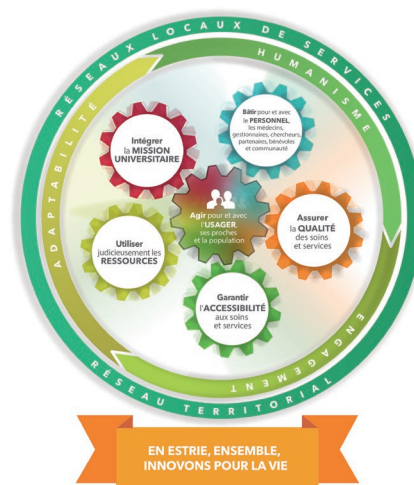 RÉSEAUX LOCAUX DE SERVICES
HUMANISME
ADAPTABILITÉ
Bâtir pour et avec
le PERSONNEL,
les médecins,
gestionnaires, chercheurs,
partenaires, bénévoles
et communauté
Intégrer
la MISSION
UNIVERSITAIRE
Agir pour et avec
l'USAGER,
ses proches
et la population
Assurer
la QUALITÉ
des soins
et services
Utiliser
judicieusement les
RESSOURCES
Garantir
l'ACCESSIBILITÉ
aux soins
et services
ENGAGEMENT
RÉSEAU TERRITORIAL
EN ESTRIE, ENSEMBLE,
INNOVONS POUR LA VIE